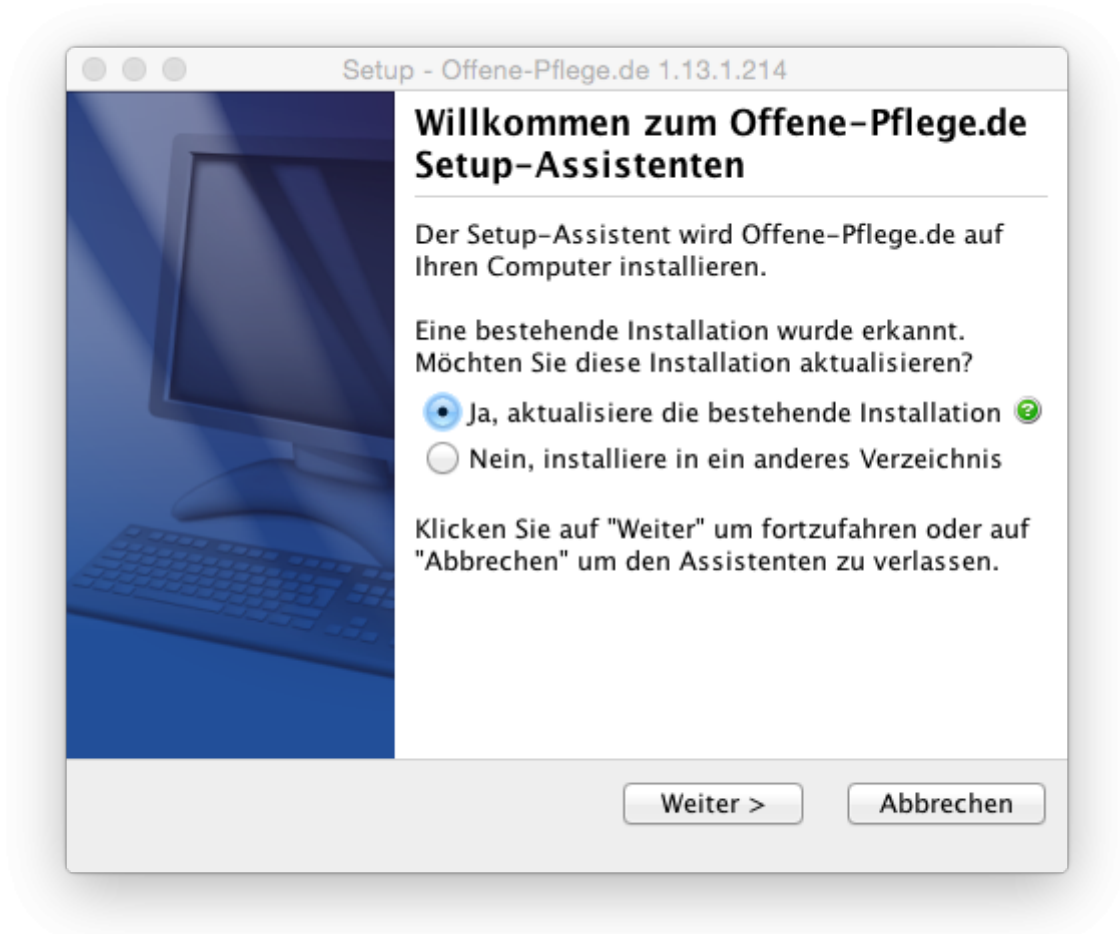 Setup - Offene-Pflege.de 1.13.1.214
Willkommen zum Offene-Pflege.de
Setup-Assistenten
Der Setup-Assistent wird Offene-Pflege.de auf
Ihren Computer installieren.
Eine bestehende Installation wurde erkannt.
Möchten Sie diese Installation aktualisieren?
Ja, aktualisiere die bestehende Installation ?
Nein, installiere in ein anderes Verzeichnis
Klicken Sie auf "Weiter" um fortzufahren oder auf
"Abbrechen" um den Assistenten zu verlassen.
Weiter > Abbrechen